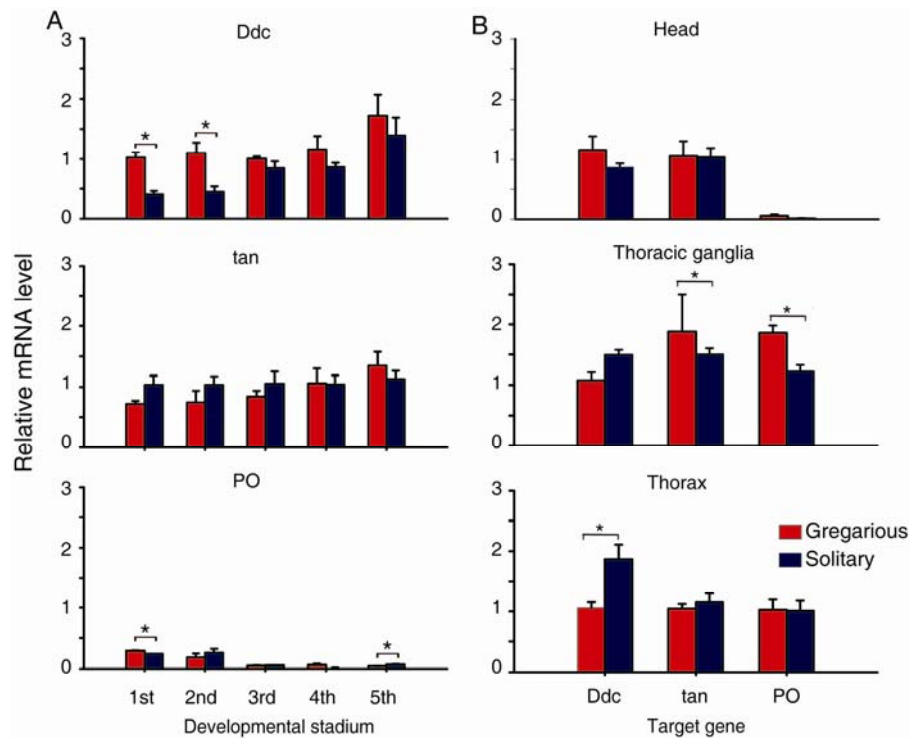 A
B
Relative mRNA level
Ddc
3
2
1
0
* *
tan
3
2
1
0
PO
3
2
1
0
* *
1st 2nd 3rd 4th 5th
Developmental stadium
Head
3
2
1
0
Thoracic ganglia
3
2
1
0
* *
Thorax
3
2
1
0
*
Gregarious
Solitary
Ddc tan PO
Target gene